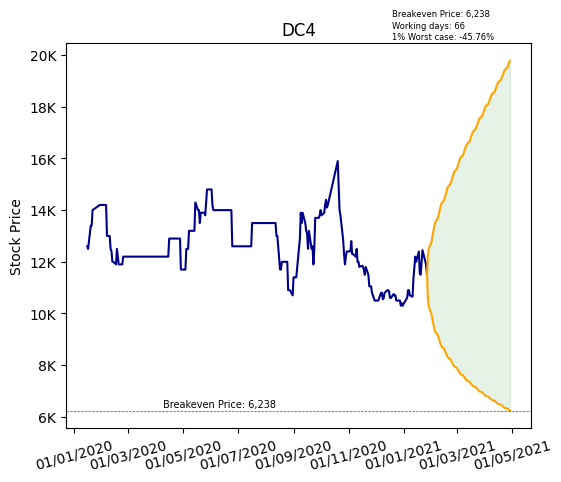 Breakeven Price: 6,238
Working days: 66
1% Worst case: -45.76%
DC4
Stock Price
20K
18K
16K
14K
12K
10K
8K
6K
Breakeven Price: 6,238
01/01/2020
01/03/2020
01/05/2020
01/07/2020
01/09/2020
01/11/2020
01/01/2021
01/03/2021
01/05/2021